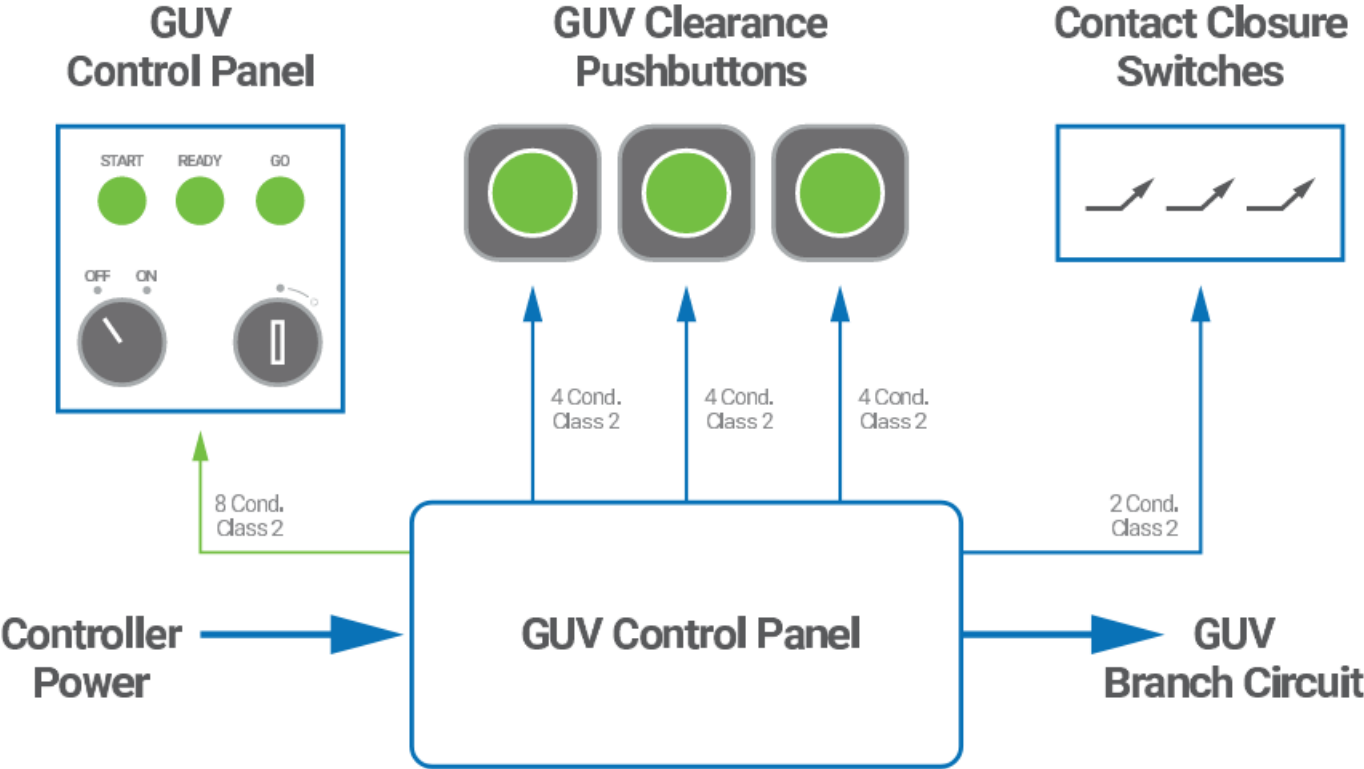 GUV
Control Panel
GUV Clearance
Pushbuttons
Contact Closure
Switches
START
READY
GO
OFF
ON
4 Cond.
Class 2
4 Cond.
Class 2
4 Cond.
Class 2
8 Cond.
Class 2
2 Cond.
Class 2
Controller
Power
GUV Control Panel
GUV
Branch Circuit